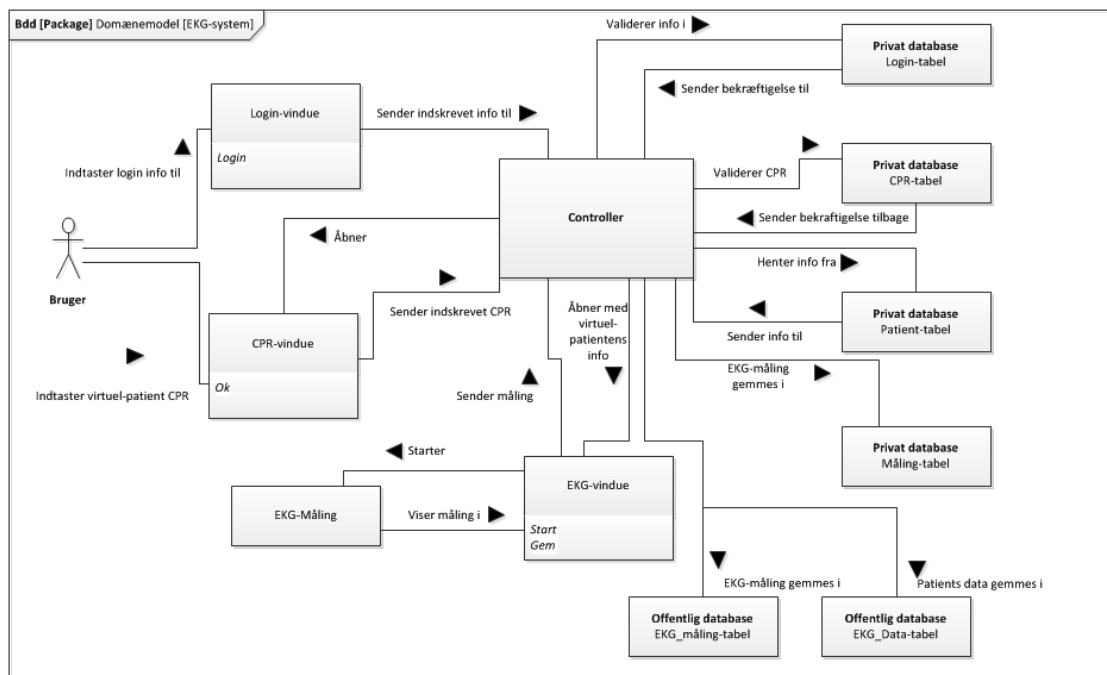 Bdd [Package] Domænemodel [EKG-system]
Validerer info i
Privat database
Login-tabel
Sender bekræftigelse til
Login-vindue
Login
Sender indskrevet info til
Indtaster login info til
Validerer CPR
Privat database
CPR-tabel
Controller
Sender bekraftigelse tilbage
Åbner
Henter info fra
Bruger
Sender indskrevet CPR
Åbner med
virtuel-
patientens
info
Privat database
Patient-tabel
Sender info til
CPR-vindue
Ok
Indtaster virtuel-patient CPR
Sender måling
EKG-måling
gemmes i
Privat database
Måling-tabel
Starter
EKG-vindue
Start
Gem
EKG-Måling
Viser måling i
EKG-måling gemmes i
Patients data gemmes i
Offentlig database
EKG_måling-tabel
Offentlig database
EKG_Data-tabel